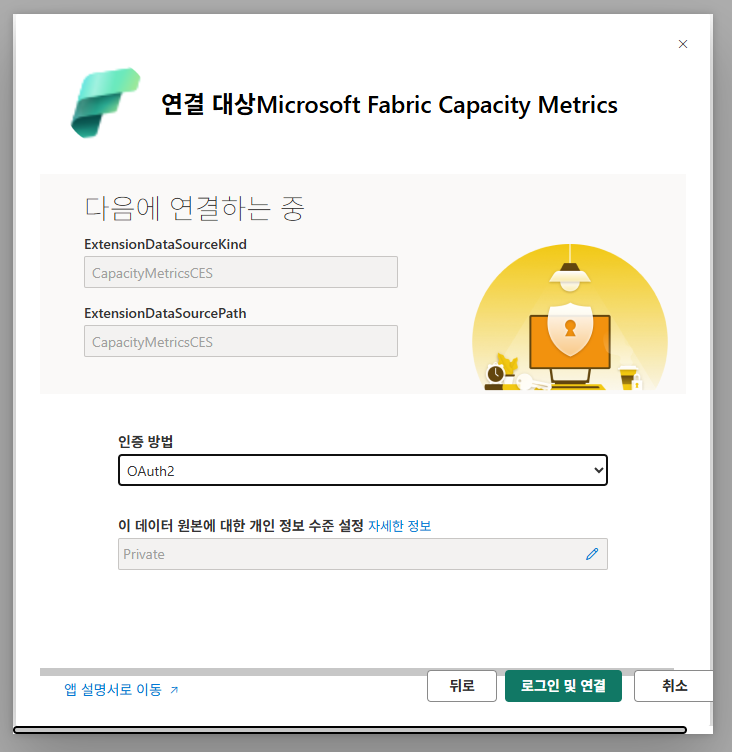 연결 대상Microsoft Fabric Capacity Metrics
다음에 연결하는 중
ExtensionDataSourceKind
CapacityMetricsCES
ExtensionDataSourcePath
CapacityMetricsCES
인증 방법
OAuth2
이 데이터 원본에 대한 개인 정보 수준 설정 자세한 정보
Private
앱 설명서로 이동
뒤로
로그인 및 연결
취소